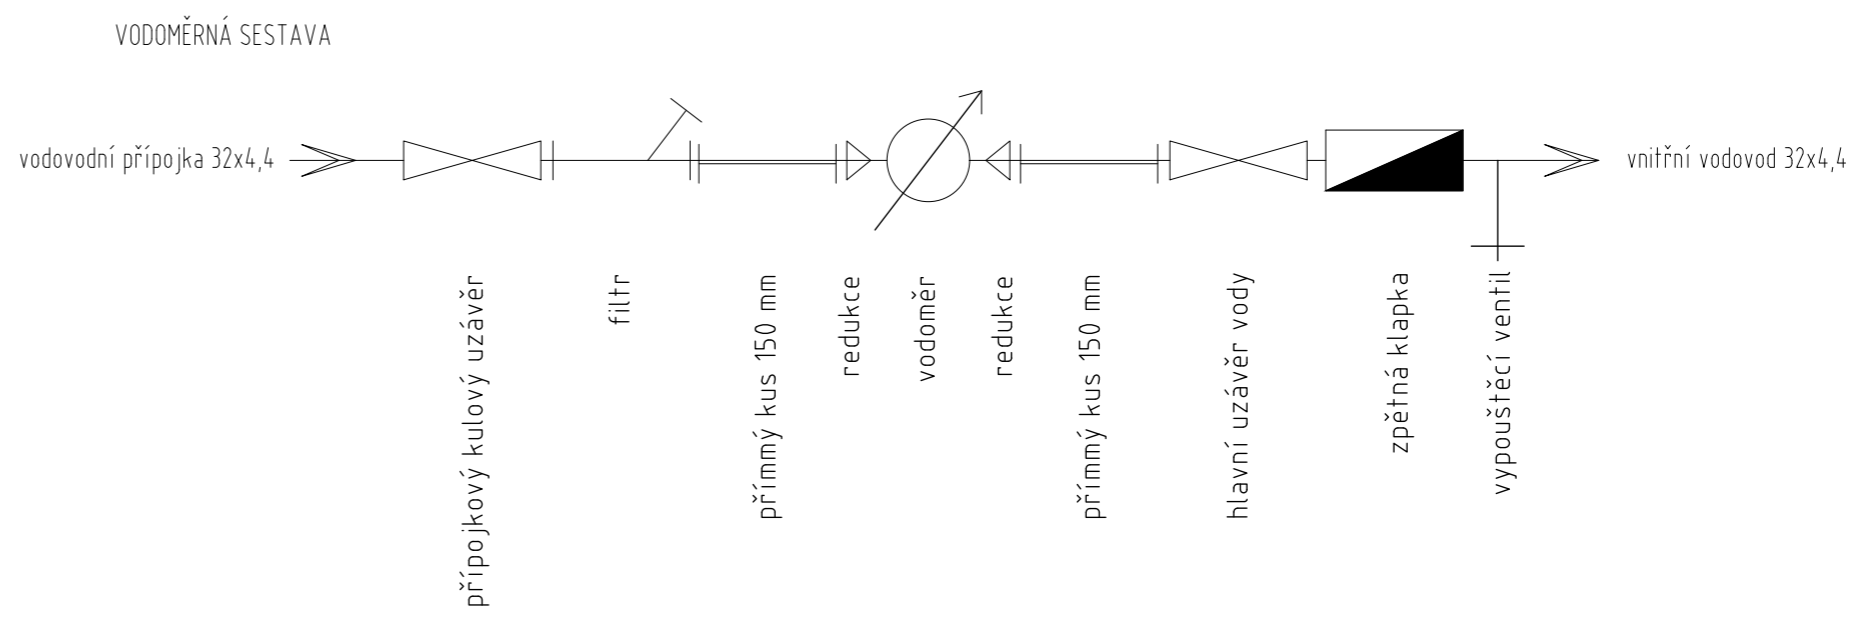 VODOMĚRNÁ SESTAVA
vodovodní přípojka 32x4,4
vnitřní vodovod 32x4,4
přípojkový kulový uzávěr
filtr
přímmý kus 150 mm
redukce
vodoměr
redukce
přímmý kus 150 mm
hlavní uzávěr vody
zpětná klapka
vypouštěcí ventil